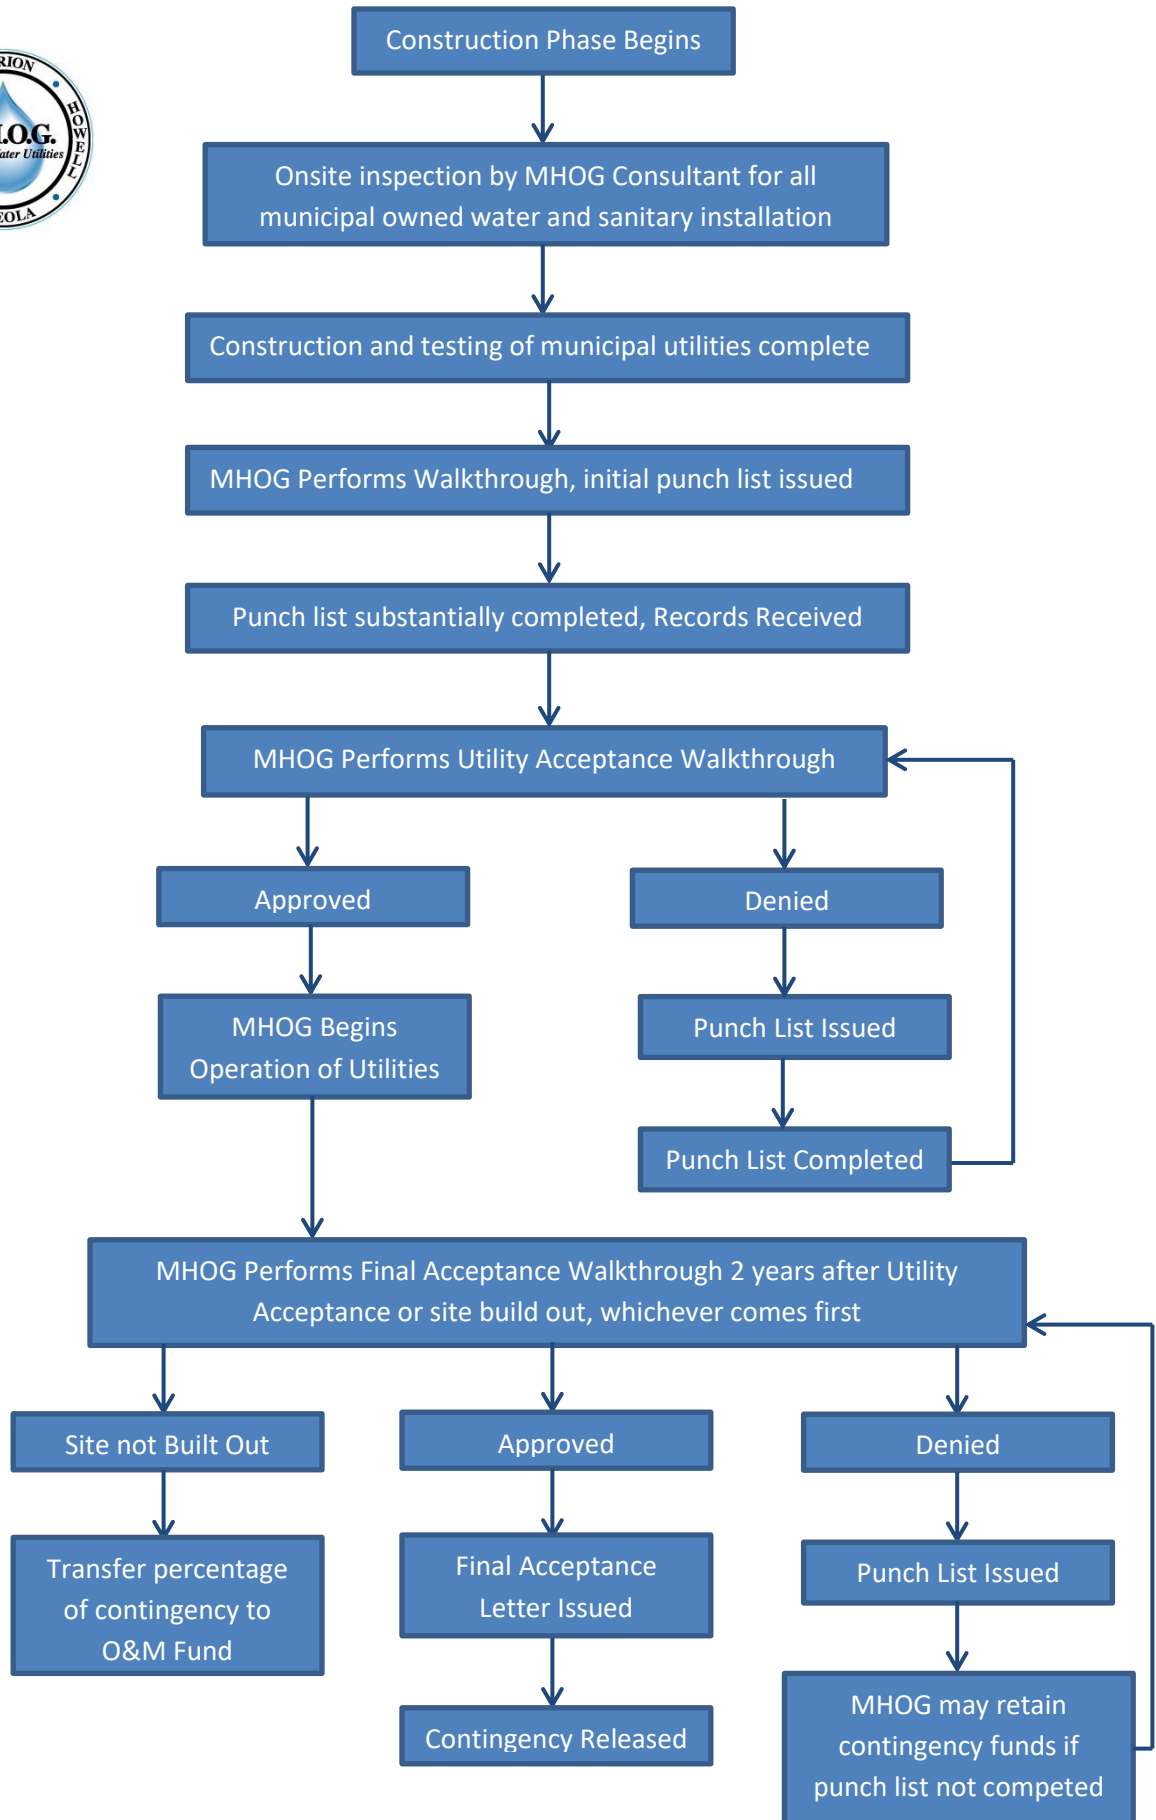 Construction Phase Begins
RION
HOWELL
.O.G.
ater Utilities
EOLA
Onsite inspection by MHOG Consultant for all
municipal owned water and sanitary installation
Construction and testing of municipal utilities complete
MHOG Performs Walkthrough, initial punch list issued
Punch list substantially completed, Records Received
MHOG Performs Utility Acceptance Walkthrough
Approved
Denied
MHOG Begins
Operation of Utilities
Punch List Issued
Punch List Completed
MHOG Performs Final Acceptance Walkthrough 2 years after Utility
Acceptance or site build out, whichever comes first
Site not Built Out
Approved
Denied
Transfer percentage
of contingency to
O&M Fund
Final Acceptance
Letter Issued
Punch List Issued
Contingency Released
MHOG may retain
contingency funds if
punch list not competed